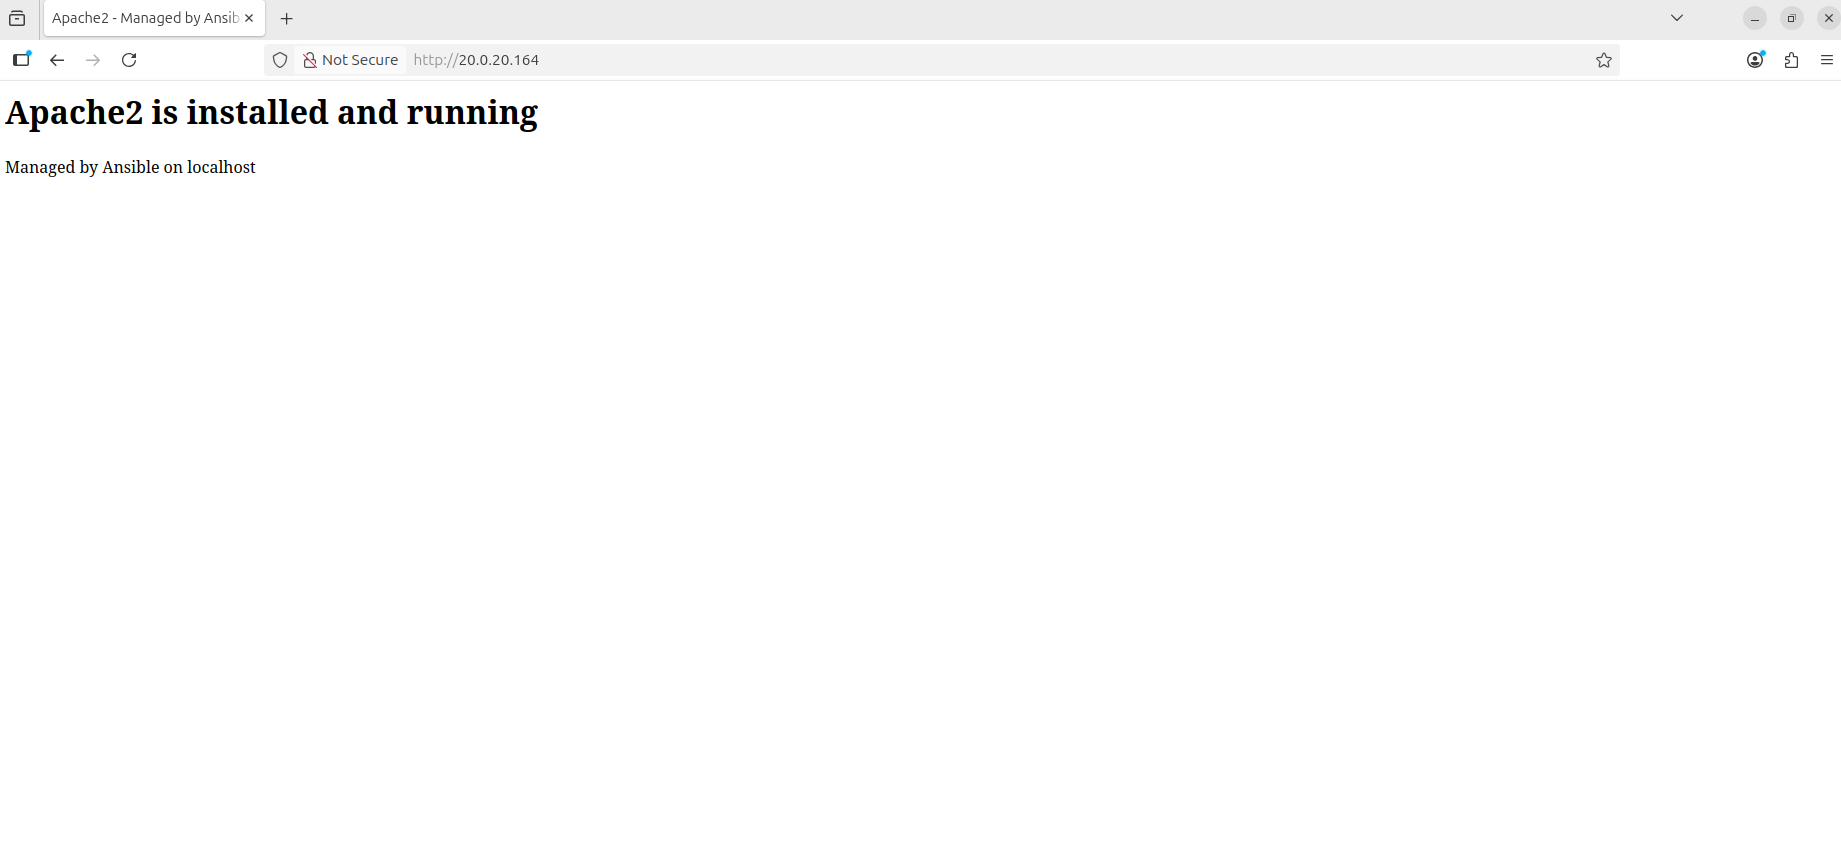 Apache2 - Managed by Ansib
Not Secure http://20.0.20.164
Apache2 is installed and running
Managed by Ansible on localhost